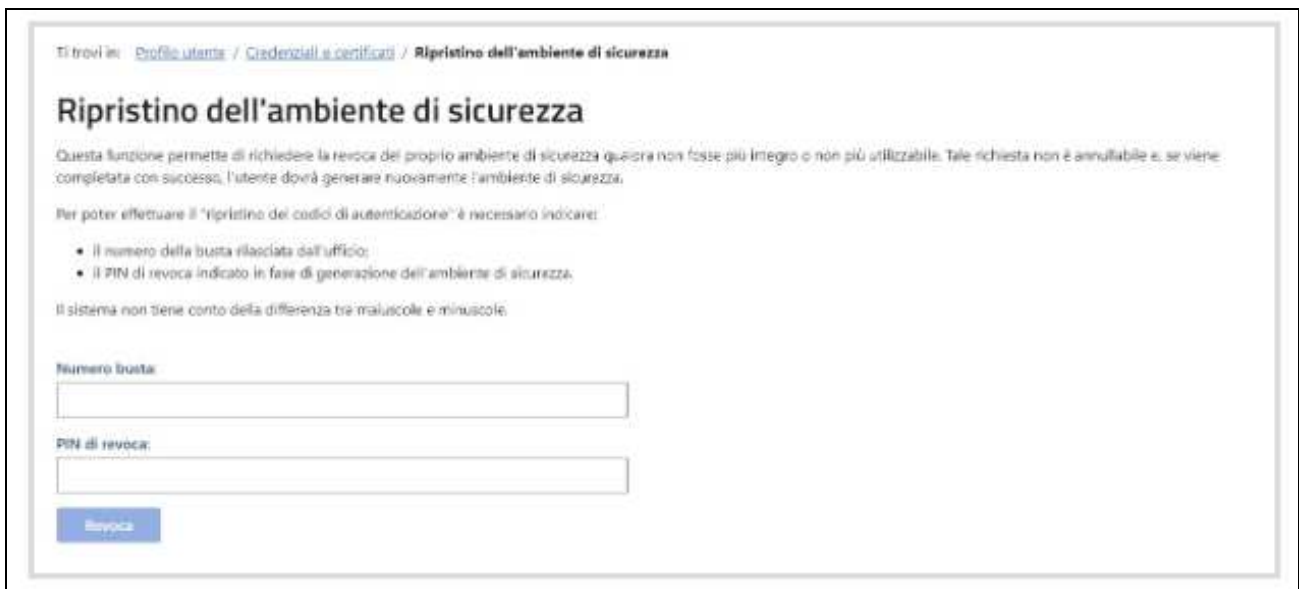 Ti trovi in: Profilo utente / Credenziali e certificati / Ripristino dell'ambiente di sicurezza
Ripristino dell'ambiente di sicurezza
Questa funzione permette di richiedere la revoca del proprio ambiente di sicurezza qualora non fosse più integro o non più utilizzabile. Tale richiesta non è annullabile e, se viene
completata con successo, l'utente dovrà generare nuovamente l'ambiente di sicurezza.
Per poter effettuare il "ripristino dei codici di autenticazione" è necessario indicare:
• il numero della busta rilasciata dall'ufficio;
• il PIN di revoca indicato in fase di generazione dell'ambiente di sicurezza.
Il sistema non tiene conto della differenza tra maiuscole e minuscole.
Numero busta:
PIN di revoca:
Revoca